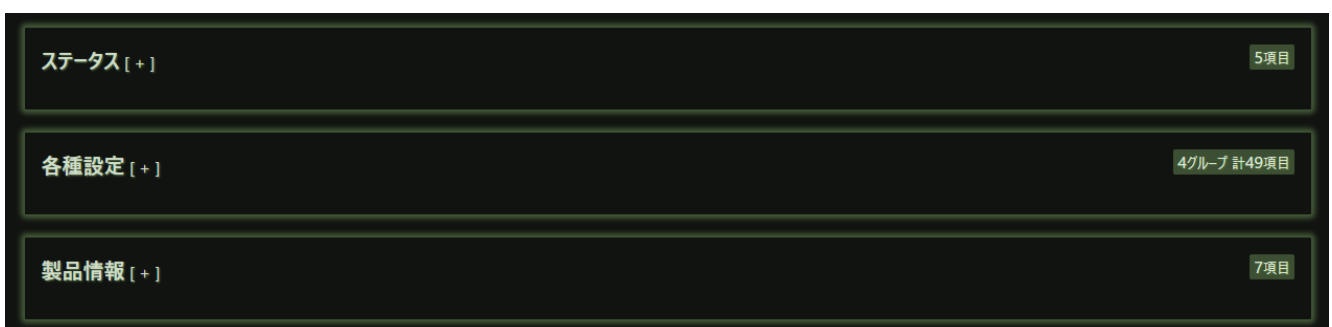 ステータス [ + ] 5項目
各種設定 [ + ] 4グループ 計49項目
製品情報 [ + ] 7項目